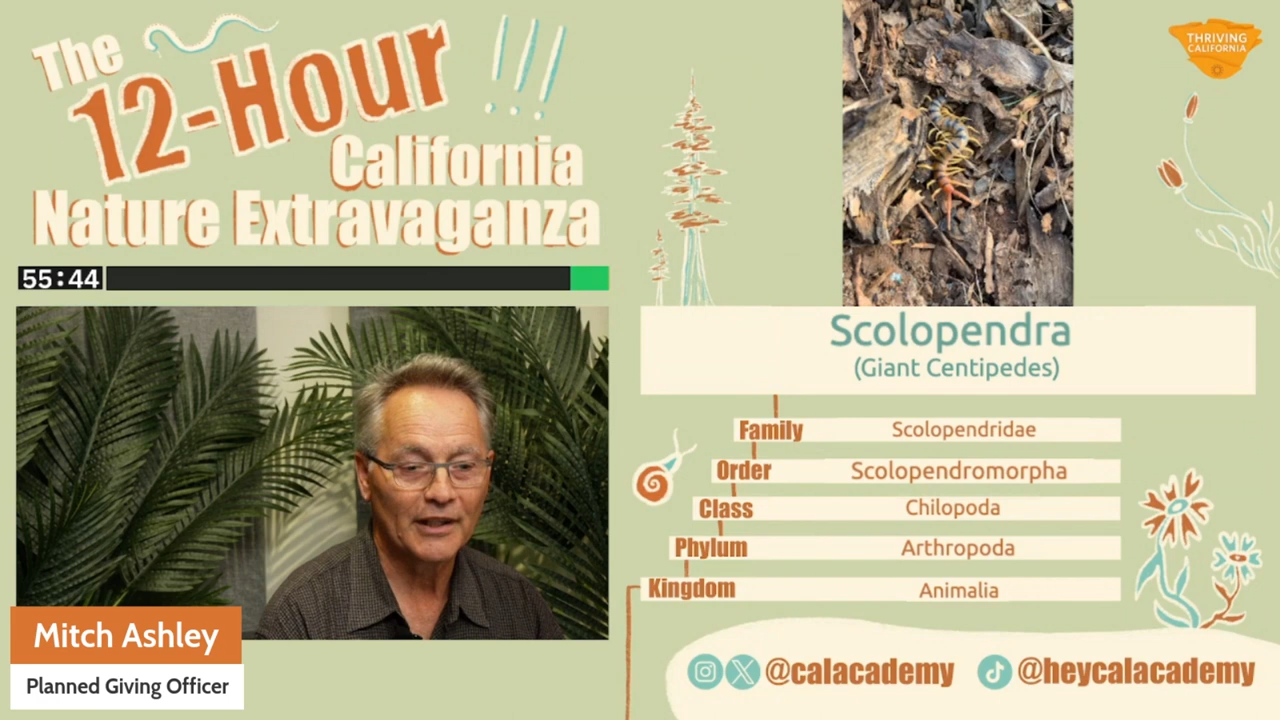 The
12-Hour
!!!
California
Nature Extravaganza
55:44
Mitch Ashley
Planned Giving Officer
THRIVING
CALIFORNIA
Scolopendra
(Giant Centipedes)
Family Scolopendridae
Order Scolopendromorpha
Class Chilopoda
Phylum Arthropoda
Kingdom Animalia
@calacademy @heycalacademy